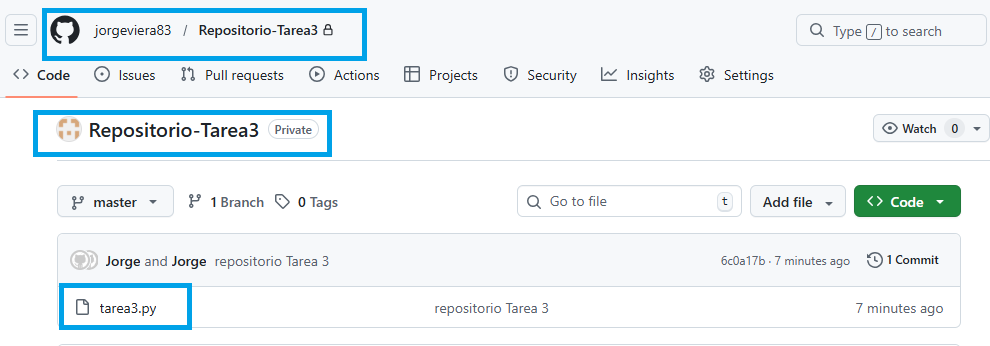 jorgeviera83 / Repositorio-Tarea3
Type / to search
Code Issues Pull requests Actions Projects Security Insights Settings
Repositorio-Tarea3 Private
Watch 0
master 1 Branch 0 Tags Go to file t Add file Code
Jorge and Jorge repositorio Tarea 3 6c0a17b · 7 minutes ago 1 Commit
tarea3.py repositorio Tarea 3 7 minutes ago